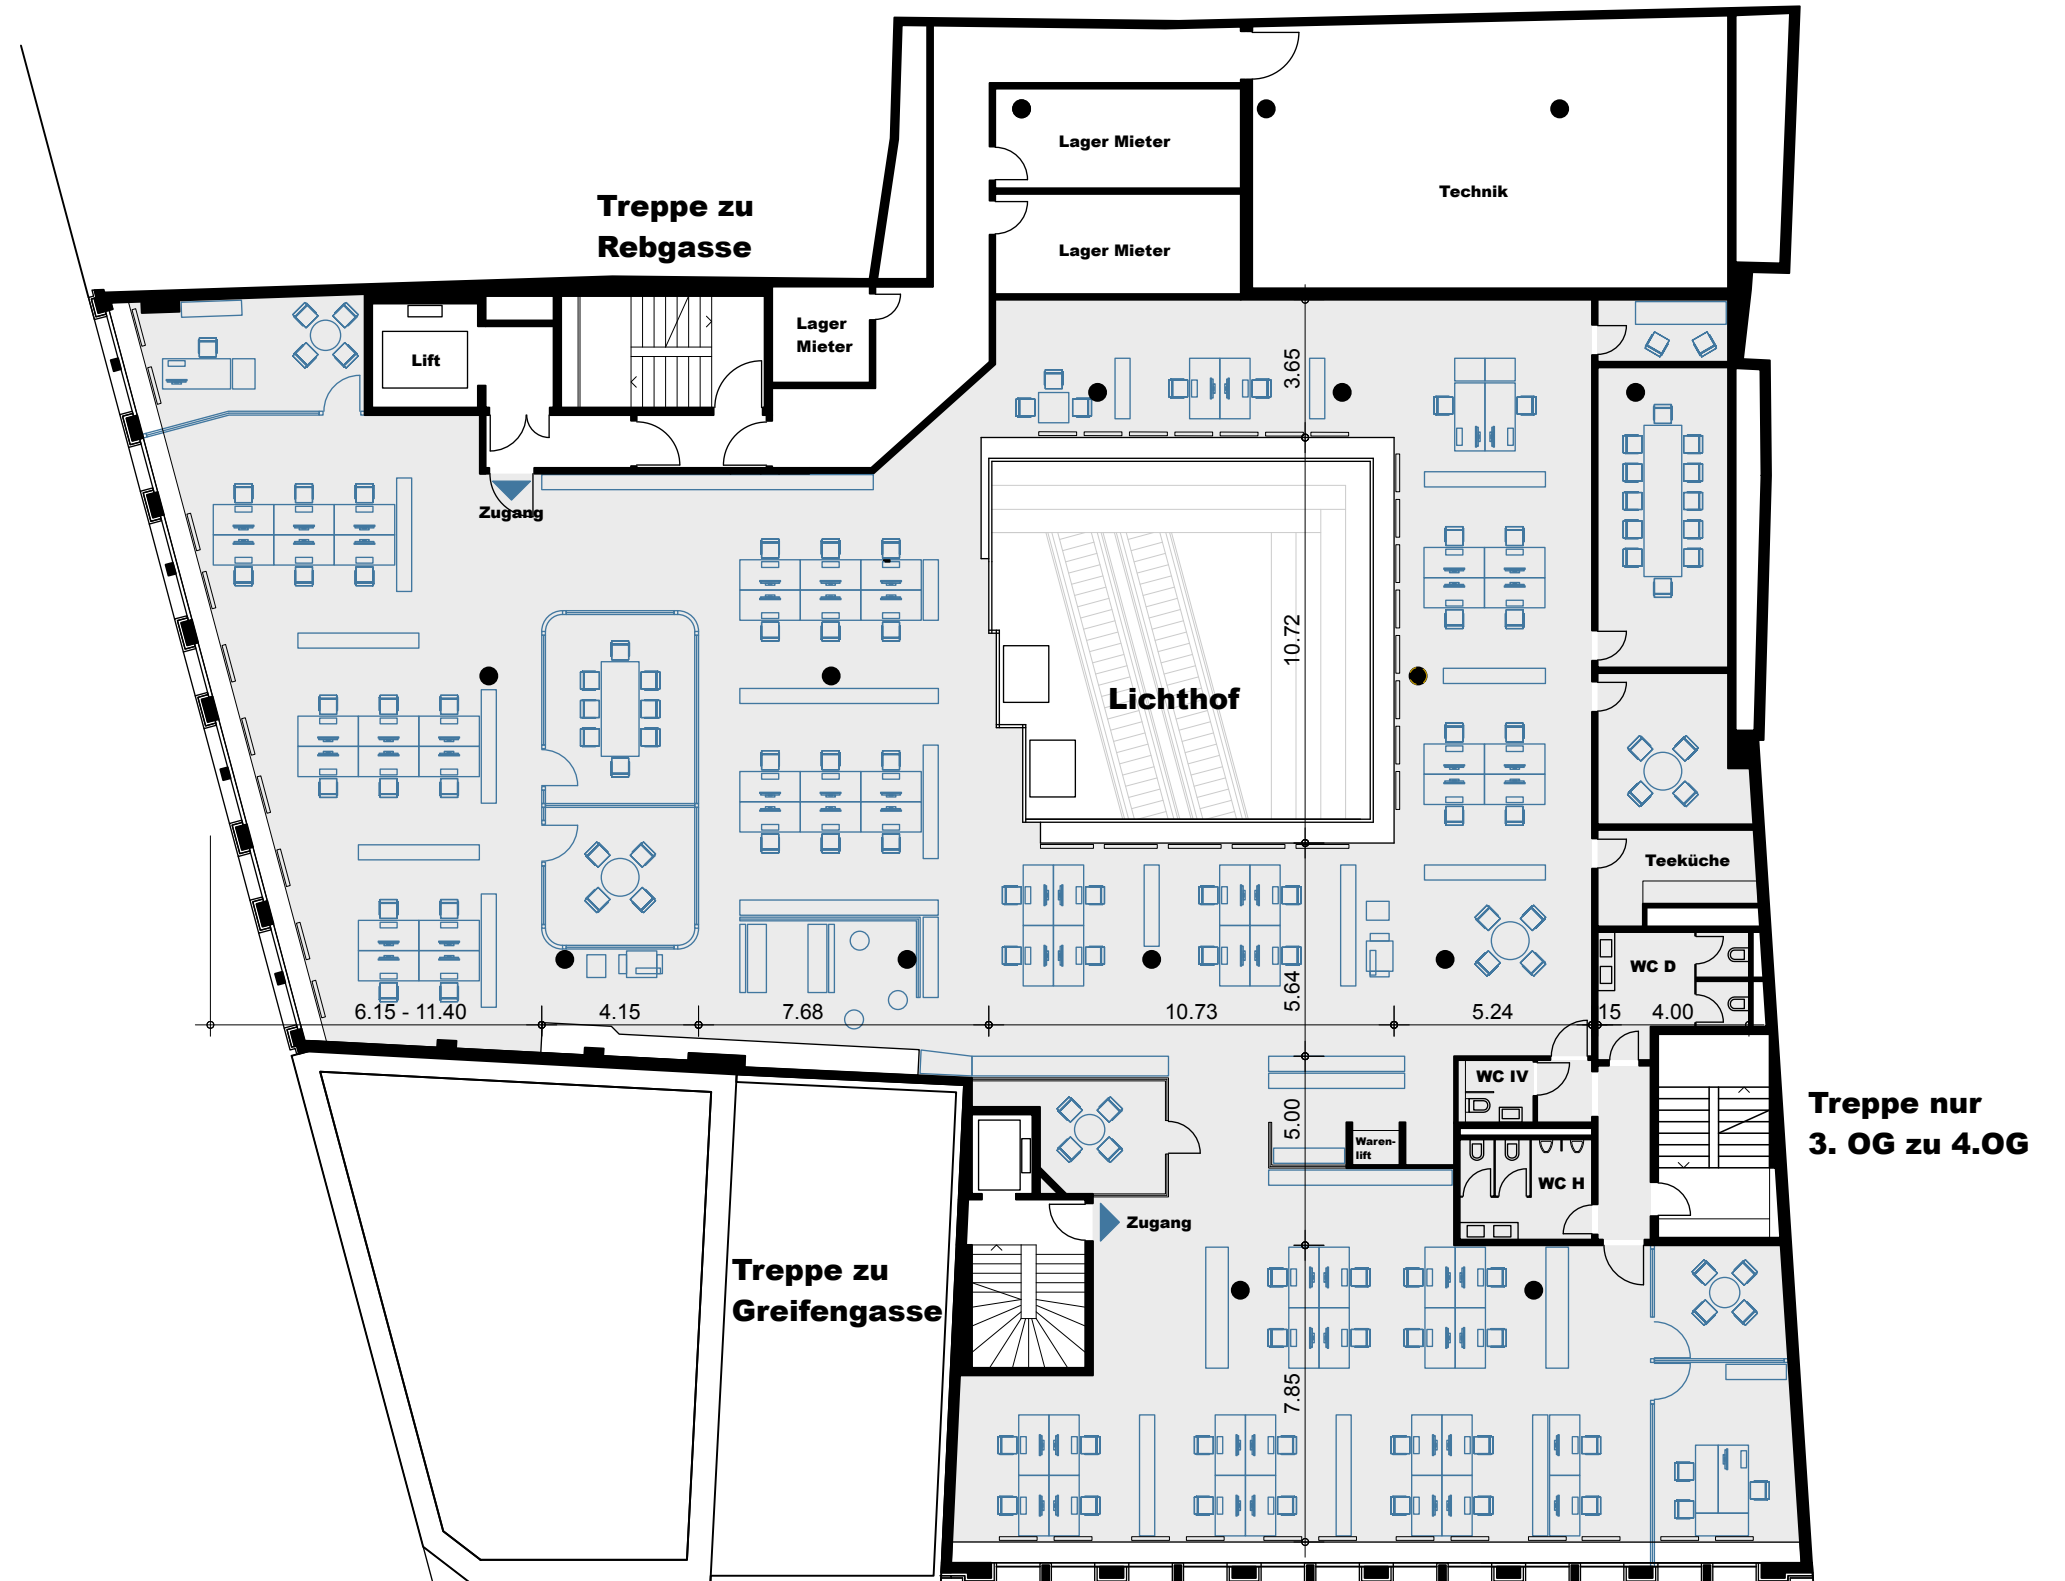 Lager Mieter
Technik
Treppe zu
Rebgasse
Lager Mieter
Lager
Mieter
Lift
3.65
Zugang
10.72
Lichthof
Teeküche
WC D
5.64
6.15 - 11.40
4.15
7.68
10.73
5.24
15
4.00
WC IV
5.00
Waren-
lift
Treppe nur
3. OG zu 4.OG
WC H
Zugang
Treppe zu
Greifengasse
7.85